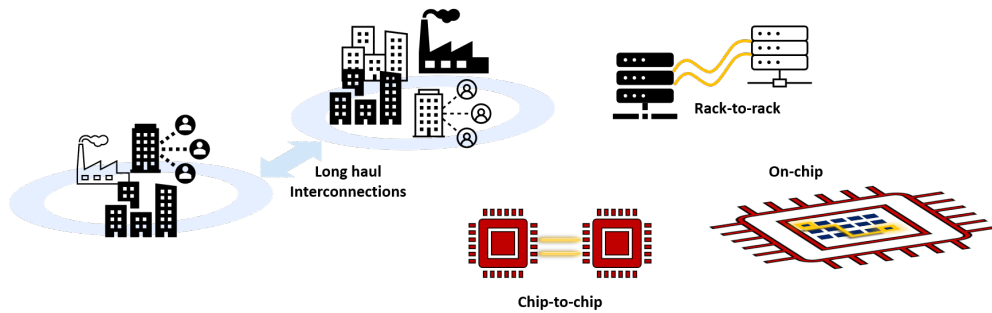 Long haul
Interconnections
Rack-to-rack
Chip-to-chip
On-chip